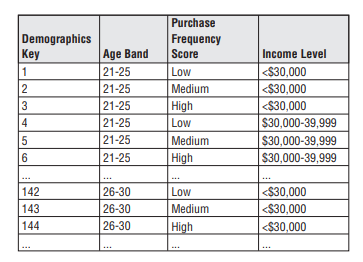 Demographics Key Age Band Purchase Frequency Score Income Level
1 21-25 Low <$30,000
2 21-25 Medium <$30,000
3 21-25 High <$30,000
4 21-25 Low $30,000-39,999
5 21-25 Medium $30,000-39,999
6 21-25 High $30,000-39,999
... ... ... ...
142 26-30 Low <$30,000
143 26-30 Medium <$30,000
144 26-30 High <$30,000
... ... ... ...